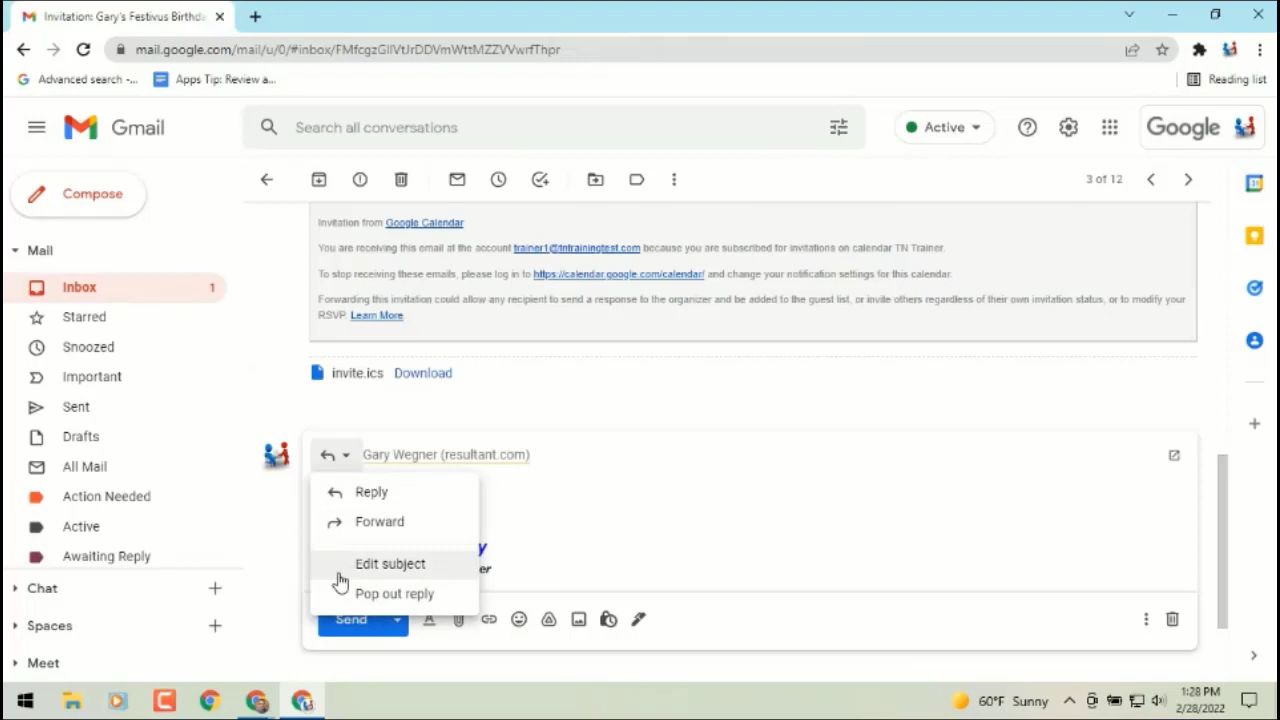 Invitation: Gary's Festivus Birthda
mail.google.com/mail/u/0/#inbox/FMfcgzGllVtJrDDVmWttMZZVVwrfThpr
Advanced search -... Apps Tip: Review a... Reading list
Gmail Search all conversations Active Google
Compose 3 of 12
Mail
Inbox 1
Starred
Snoozed
Important
Sent
Drafts
All Mail
Action Needed
Active
Awaiting Reply
Chat
Spaces
Meet
Invitation from Google Calendar
You are receiving this email at the account trainer1@tntrainingtest.com because you are subscribed for invitations on calendar TN Trainer.
To stop receiving these emails, please log in to https://calendar.google.com/calendar/ and change your notification settings for this calendar.
Forwarding this invitation could allow any recipient to send a response to the organizer and be added to the guest list, or invite others regardless of their own invitation status, or to modify your
RSVP. Learn More
invite.ics Download
Gary Wegner (resultant.com)
Reply
Forward
Edit subject
Pop out reply
y
er
Send
60°F Sunny
1:28 PM
2/28/2022